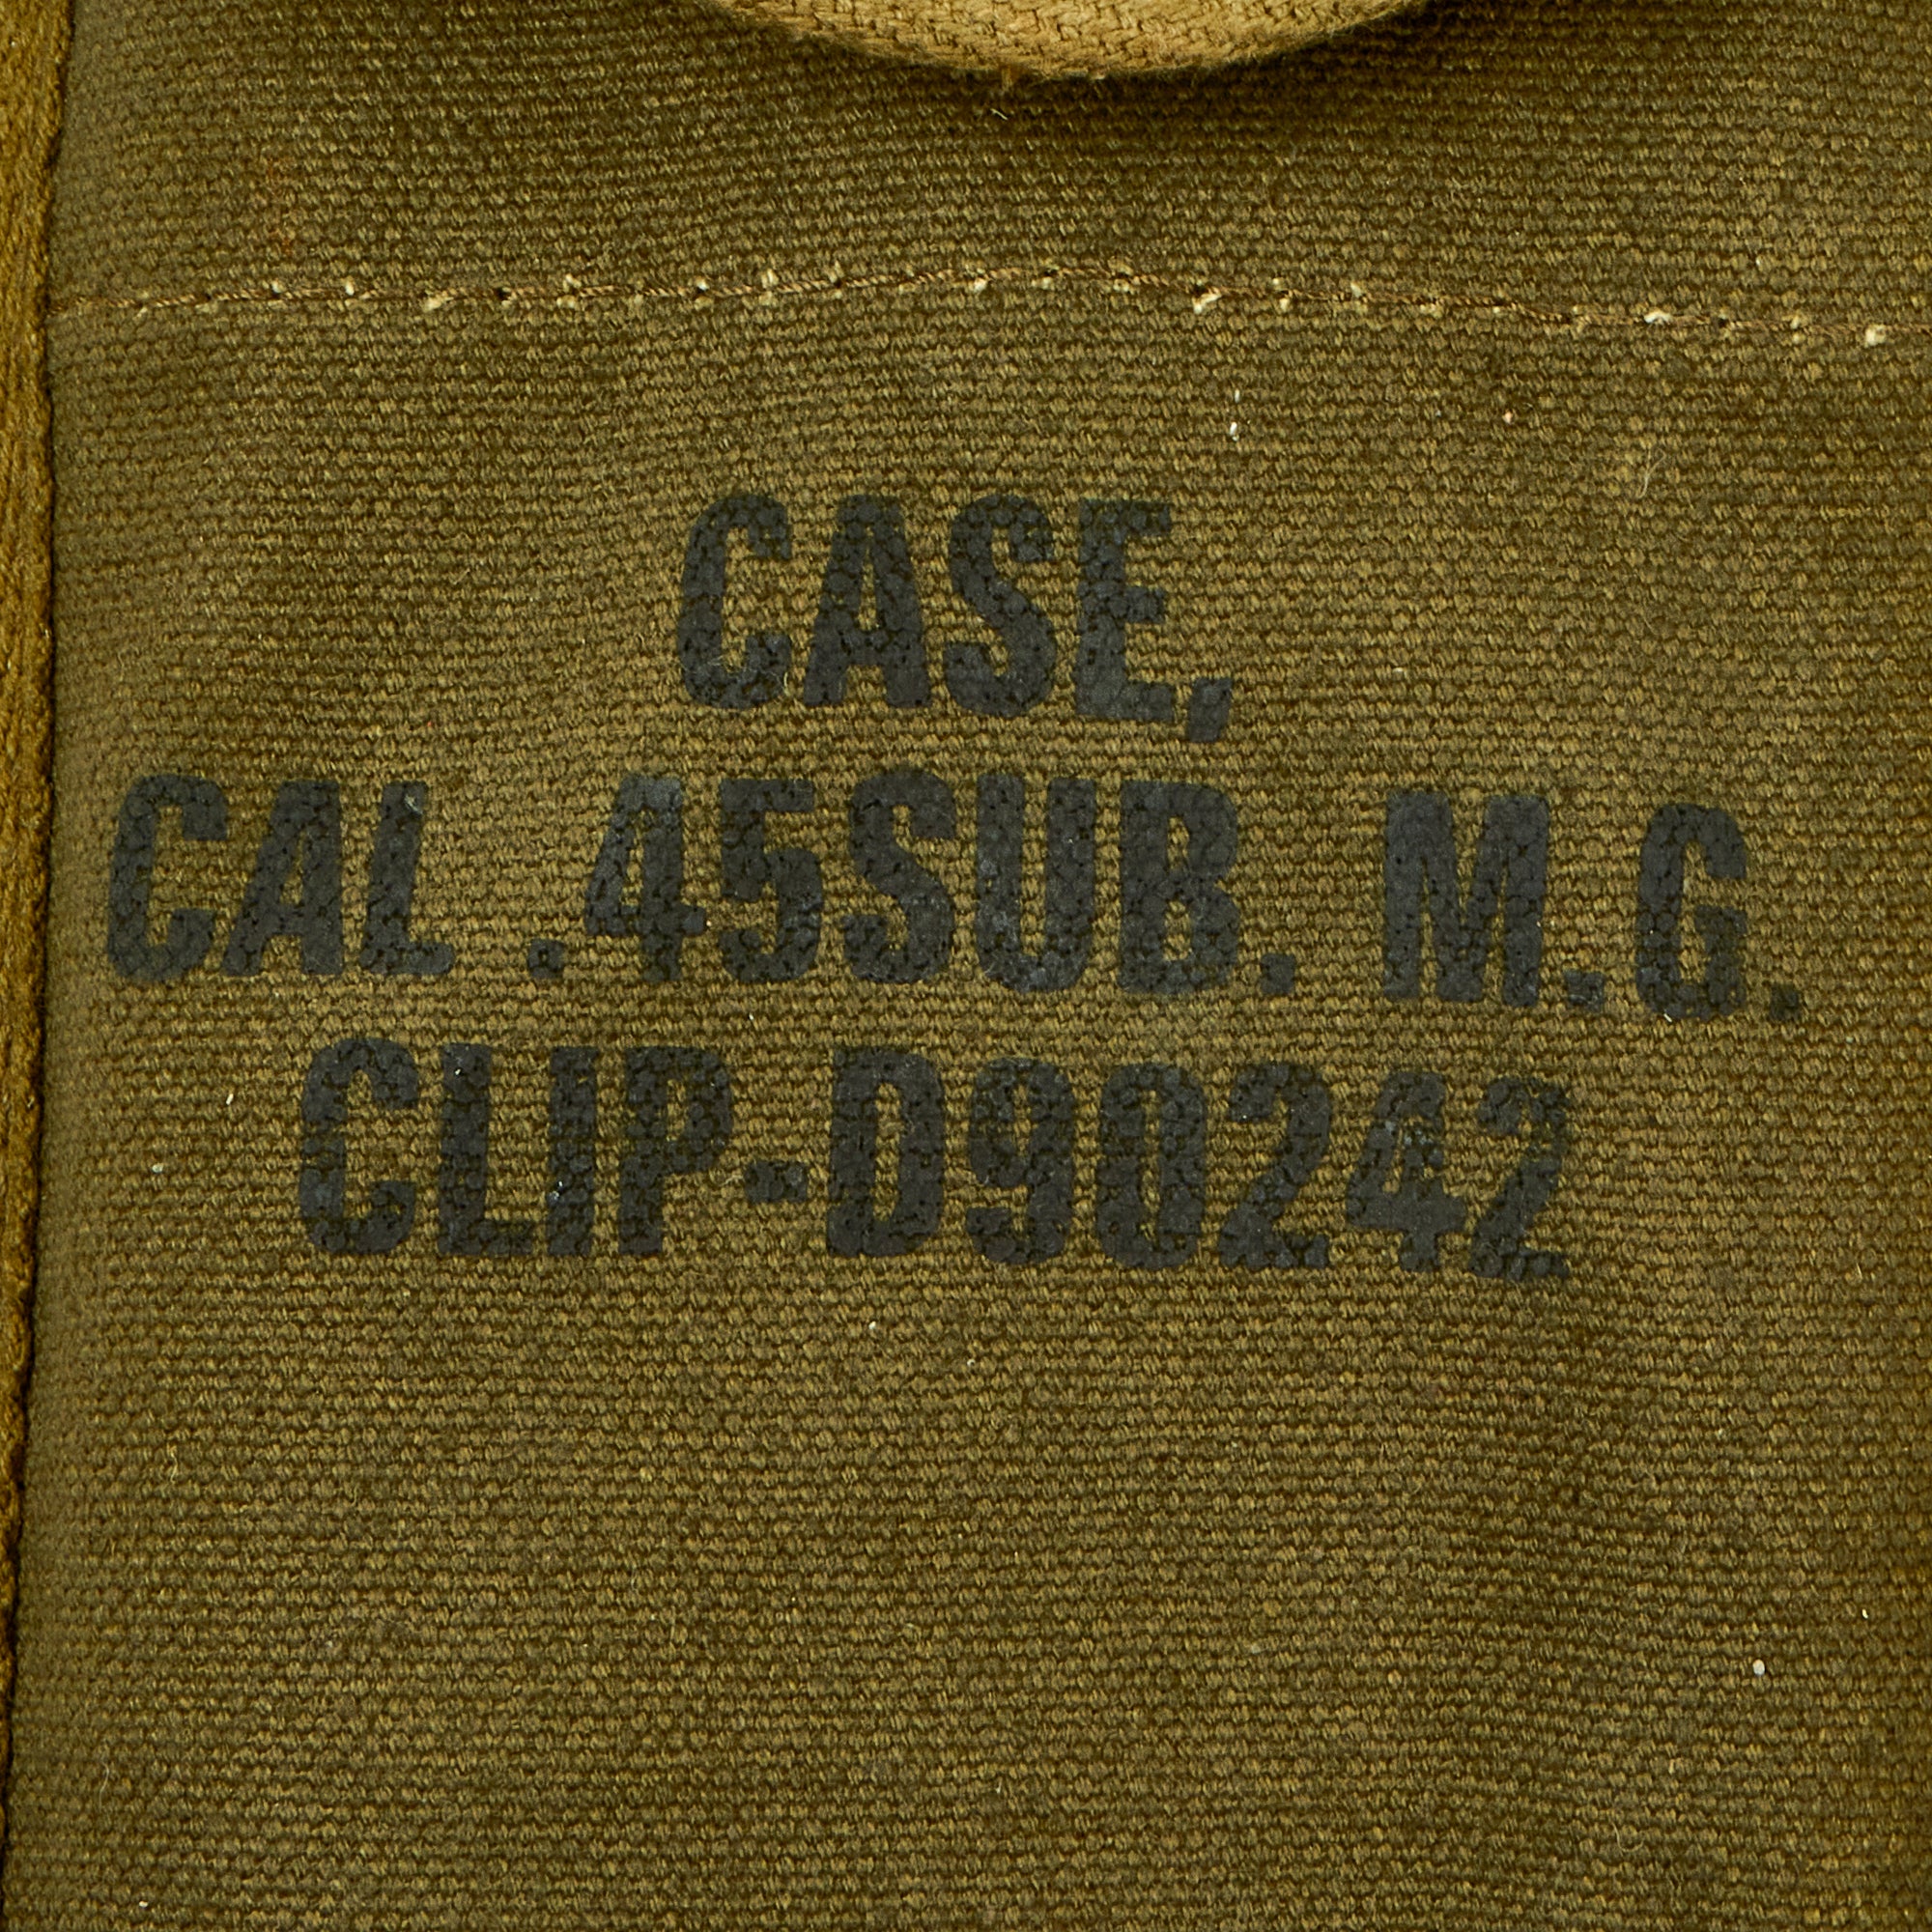 CASE,
CAL .45SUB. M.G.
CLIP-D90242